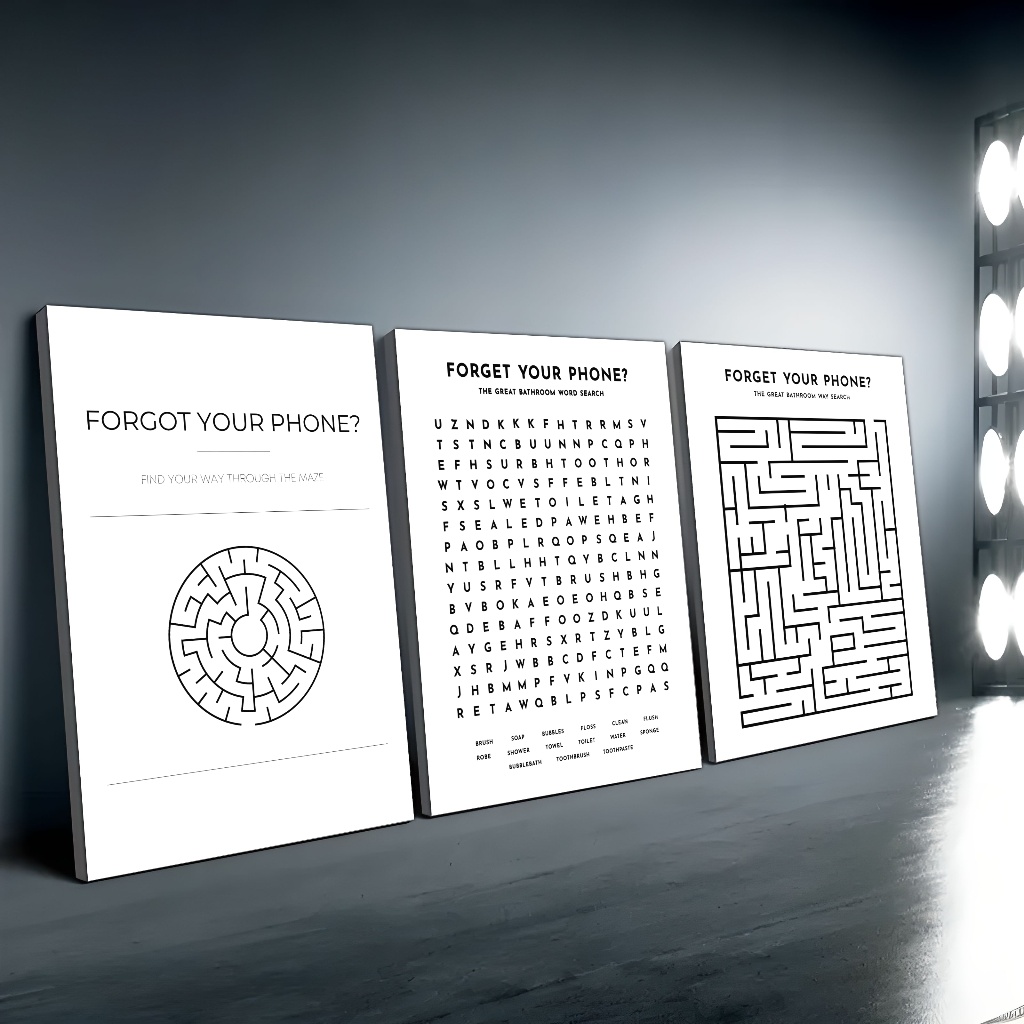 FORGOT YOUR PHONE?
FIND YOUR WAY THROUGH THE MAZE
FORGET YOUR PHONE?
THE GREAT BATHROOM WORD SEARCH
U Z N D K K K F H T R R M S V
T S T N C B U U N N P C Q P H
E F H S U R B H T O O T H O R
W T V O C V S F F E B L T N I
S X S L W E T O I L E T A G H
F S E A L E D P A W E H B E F
P A O B P L R Q O P S Q E A J
N T B L L H H T Q Y B C L N N
Y U S R F V T B R U S H B H G
B V B O K A E O E O H Q B S E
Q D E B A F F O O Z D K U U L
A Y G E H R S X R T Z Y B L G
X S R J W B B C D F C T E F M
J H B M M P F V K I N P G Q Q
R E T A W Q B L P S F C P A S
BRUSH SOAP BUBBLES FLOSS CLEAN FLUSH
ROBE SHOWER TOWEL TOILET WATER SPONGE
BUBBLEBATH TOOTHBRUSH TOOTHPASTE
FORGET YOUR PHONE?
THE GREAT BATHROOM WAY SEARCH